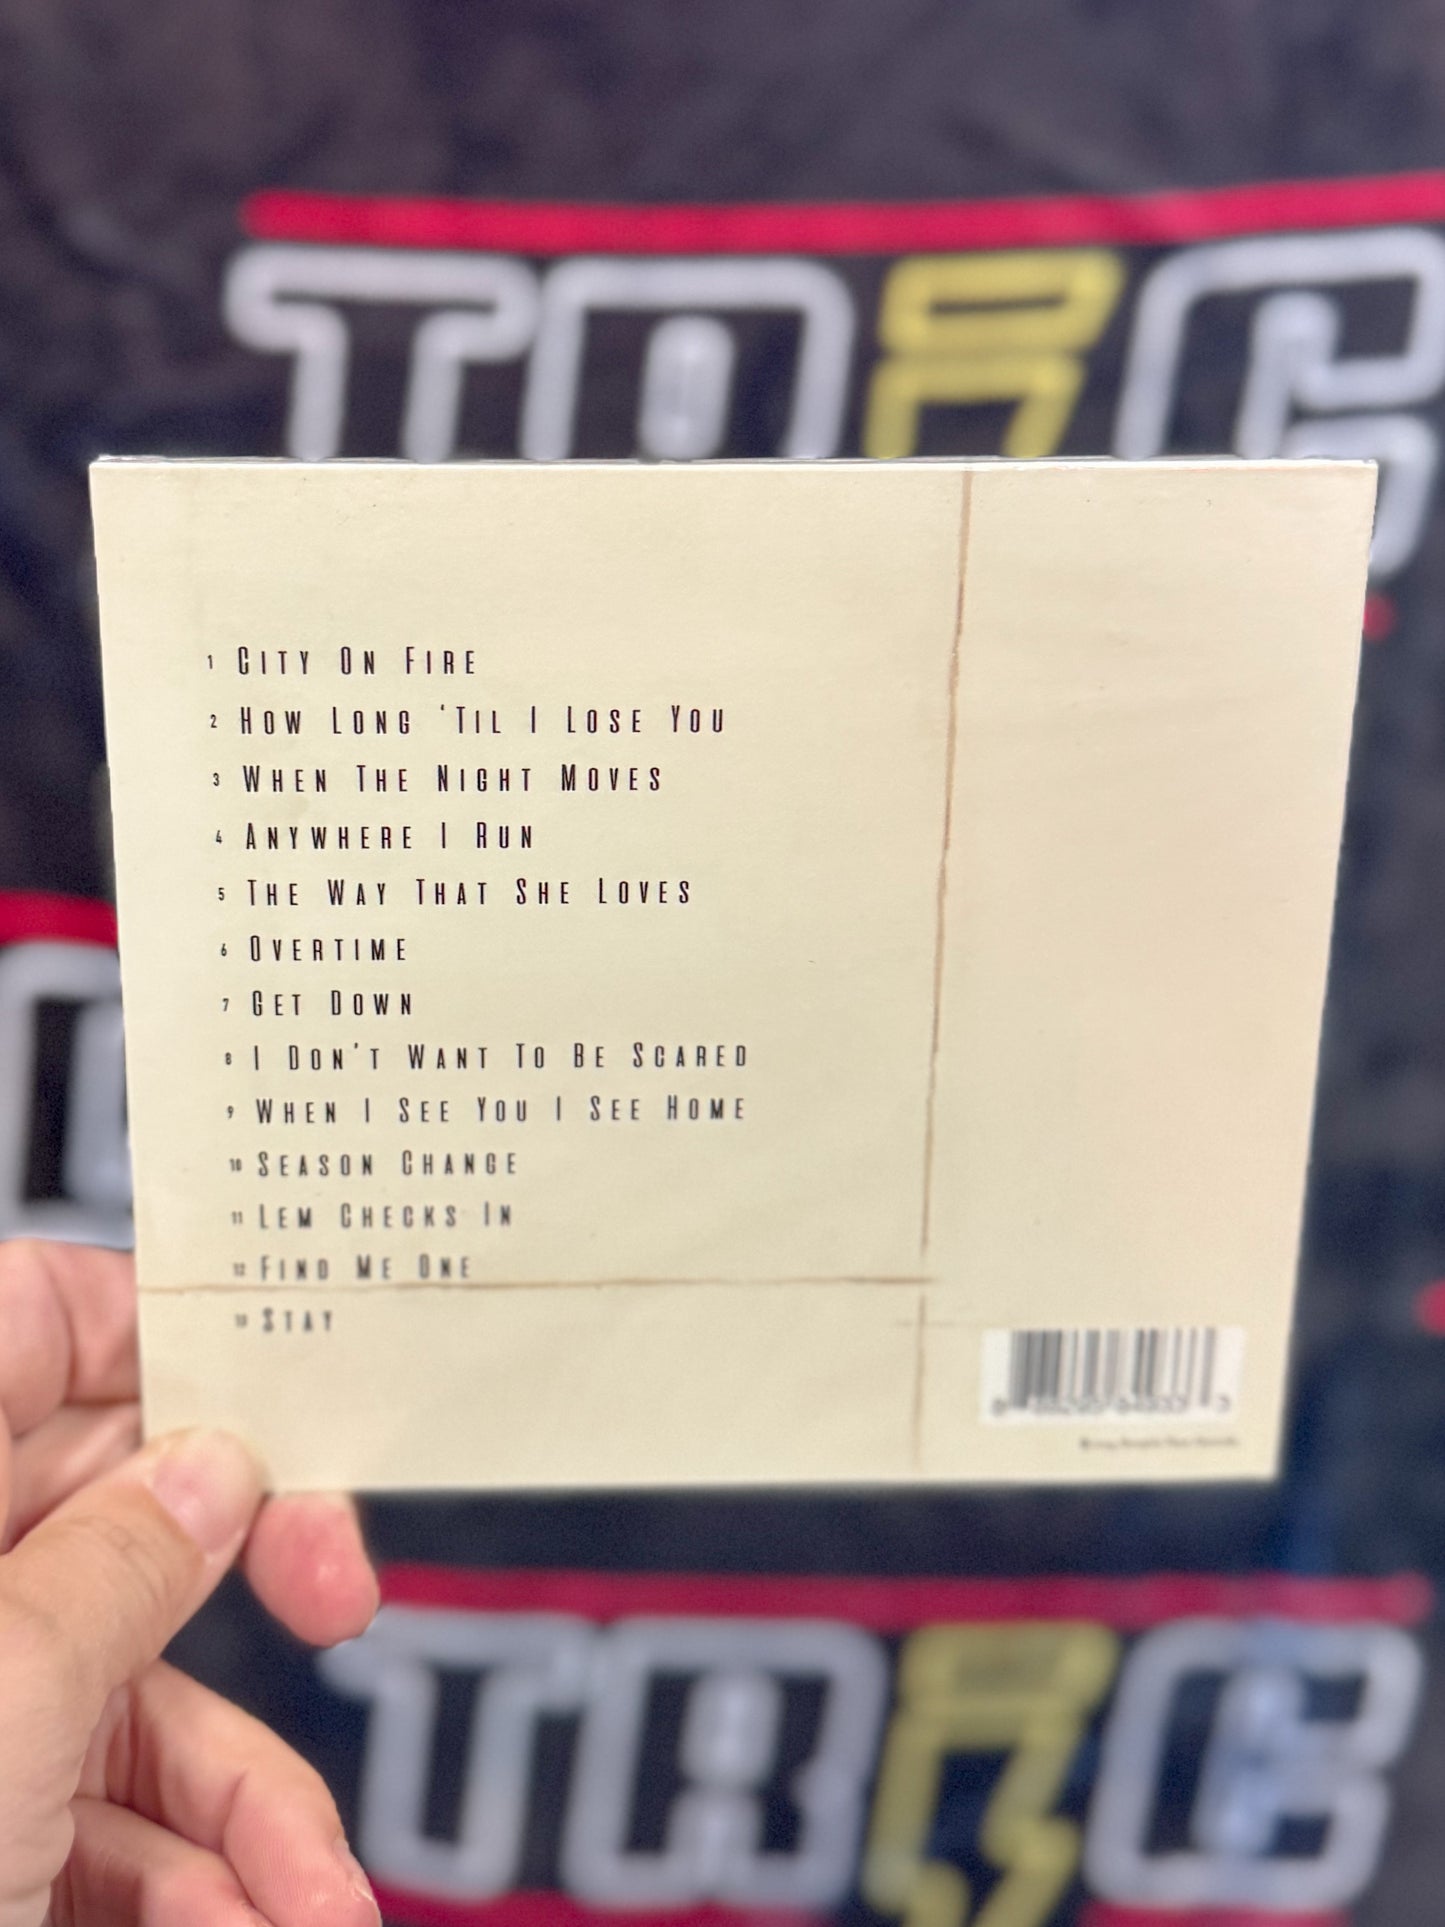 TRIC
1 City On Fire
2 How Long 'Til I Lose You
3 When The Night Moves
4 Anywhere I Run
5 The Way That She Loves
6 Overtime
7 Get Down
8 I Don't Want To Be Scared
9 When I See You I See Home
10 Season Change
11 Lem Checks In
12 Find Me One
13 Stay
TRIC